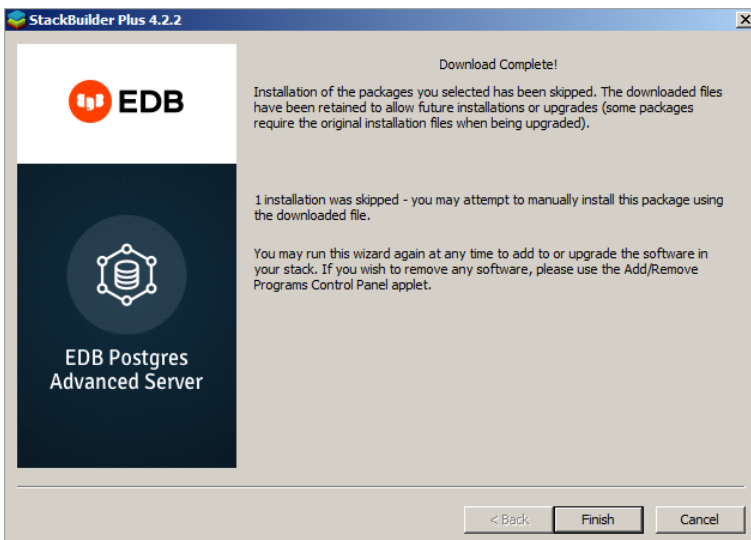 StackBuilder Plus 4.2.2
EDB
Download Complete!
Installation of the packages you selected has been skipped. The downloaded files
have been retained to allow future installations or upgrades (some packages
require the original installation files when being upgraded).
1 installation was skipped - you may attempt to manually install this package using
the downloaded file.
You may run this wizard again at any time to add to or upgrade the software in
your stack. If you wish to remove any software, please use the Add/Remove
Programs Control Panel applet.
EDB Postgres
Advanced Server
< Back
Finish
Cancel